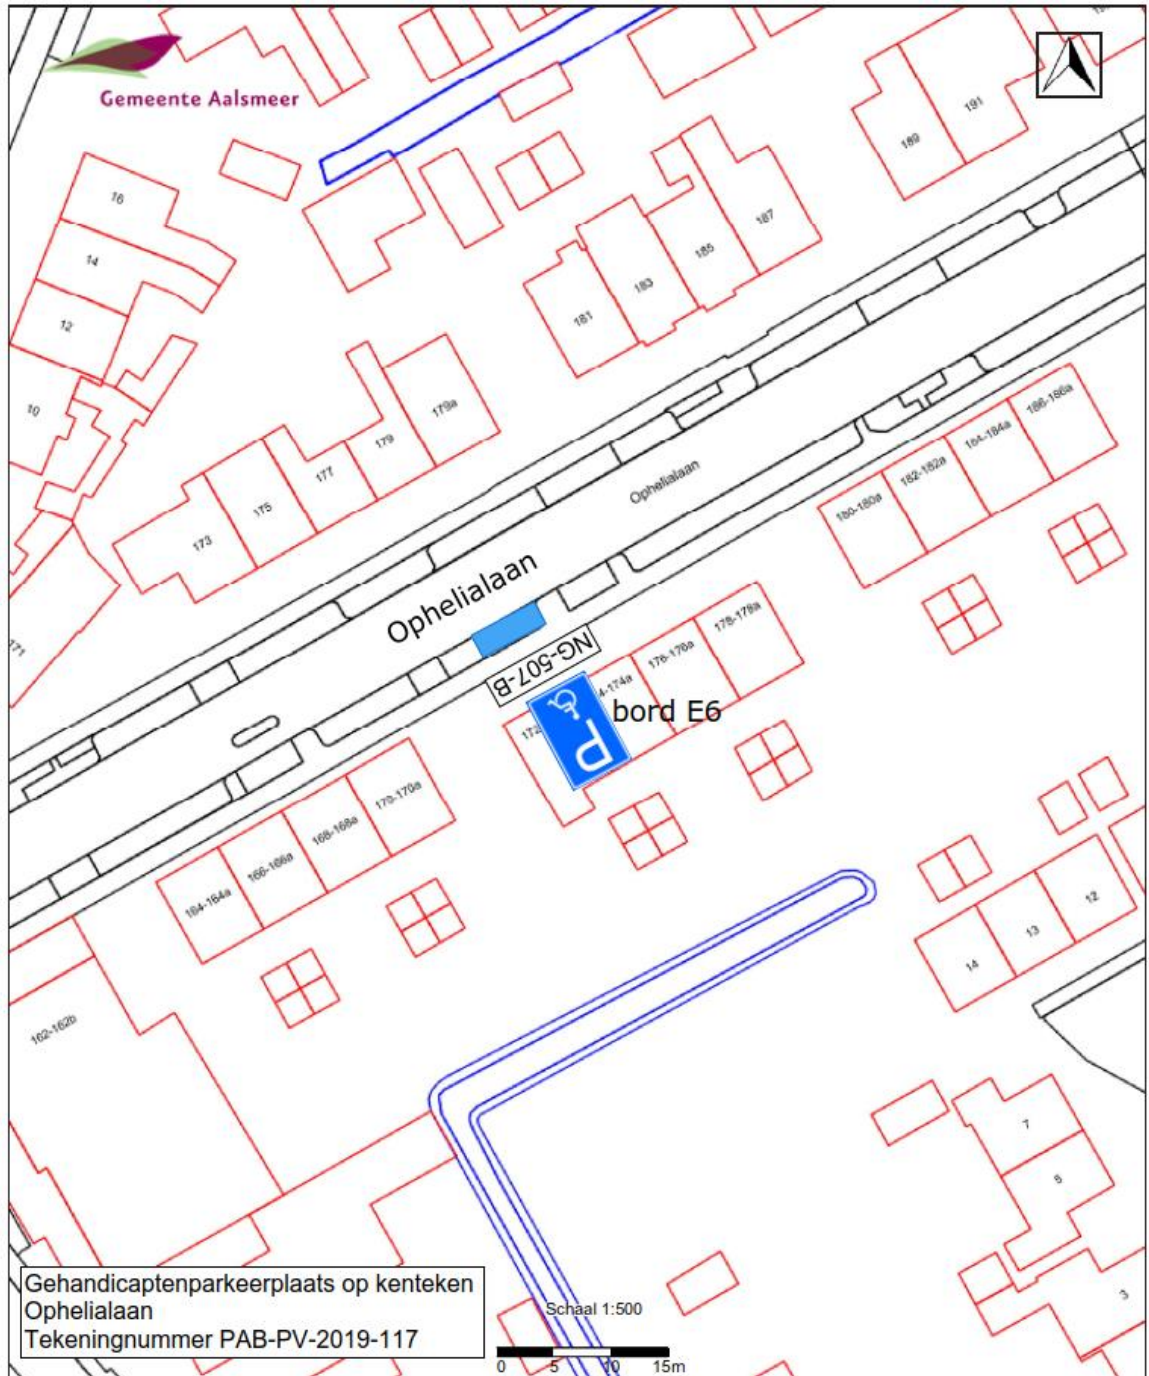 Gemeente Aalsmeer
191
189
16
187
14
185
183
181
12
179a
10
179
177
175
173
171
186-186a
184-184a
182-182a
180-180a
Ophelialaan
Ophelialaan
NG-507-B
178-178a
176-176a
4-174a
172
P
bord E6
170-170a
168-168a
166-166a
164-164a
162-162b
12
13
14
7
3
Gehandicaptenparkeerplaats op kenteken
Ophelialaan
Tekeningnummer PAB-PV-2019-117
Schaal 1:500
0 5 10 15m